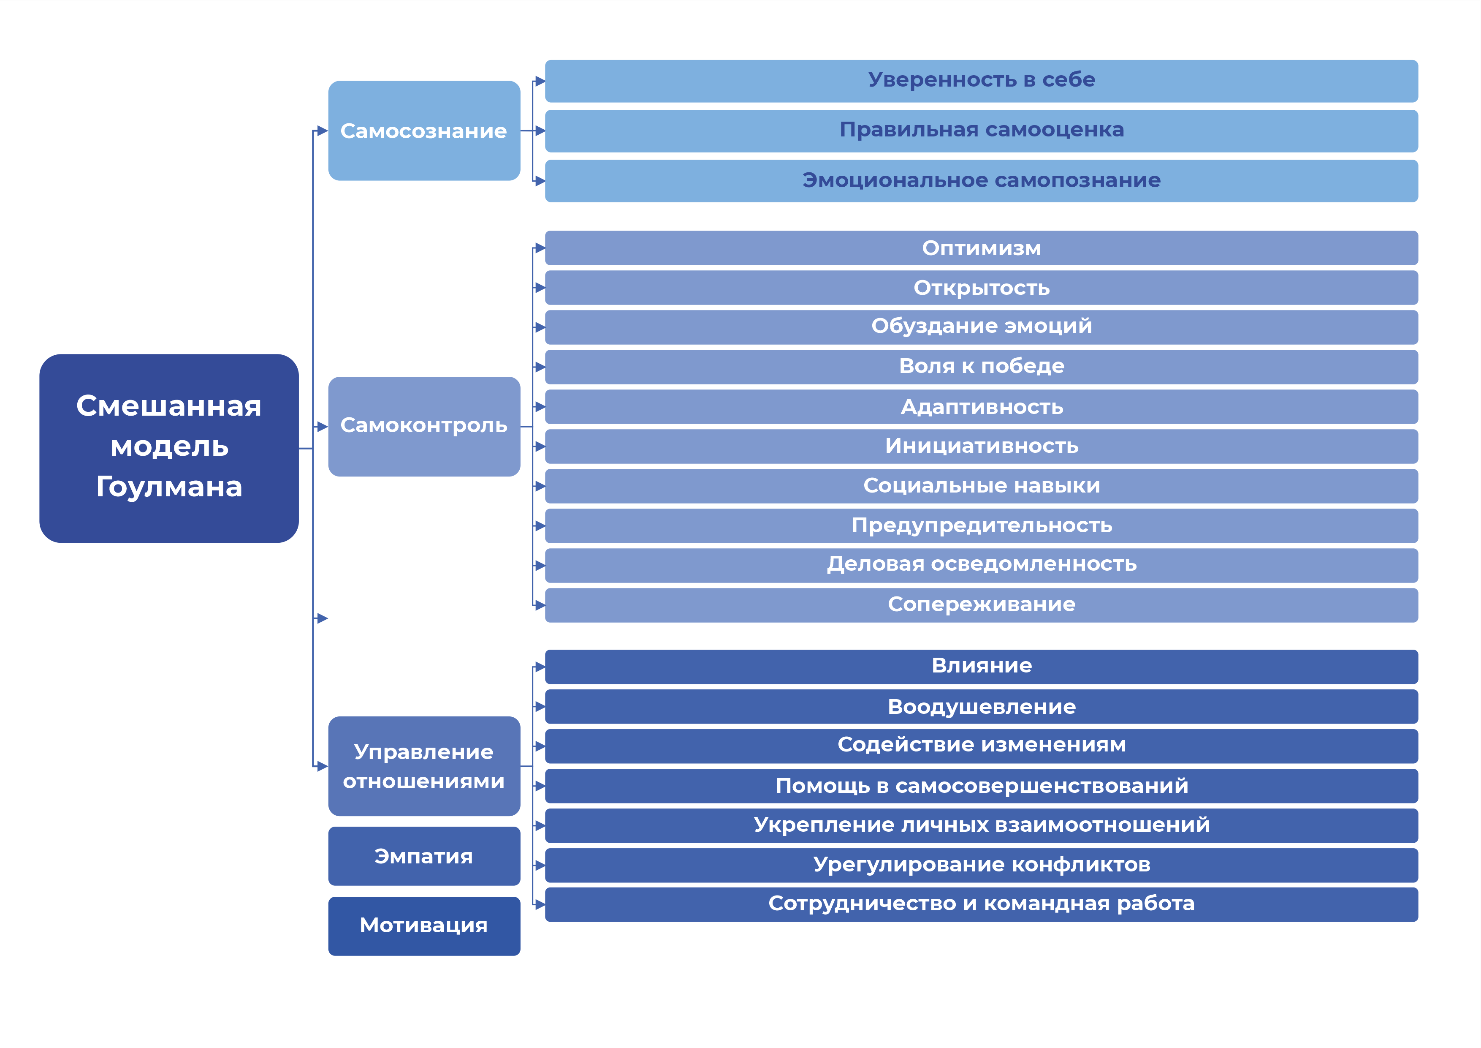 Смешанная
модель
Гоулмана
Самосознание
Уверенность в себе
Правильная самооценка
Эмоциональное самопознание
Самоконтроль
Оптимизм
Открытость
Обуздание эмоций
Воля к победе
Адаптивность
Инициативность
Социальные навыки
Предупредительность
Деловая осведомленность
Сопереживание
Управление
отношениями
Влияние
Воодушевление
Содействие изменениям
Помощь в самосовершенствований
Укрепление личных взаимоотношений
Урегулирование конфликтов
Сотрудничество и командная работа
Эмпатия
Мотивация